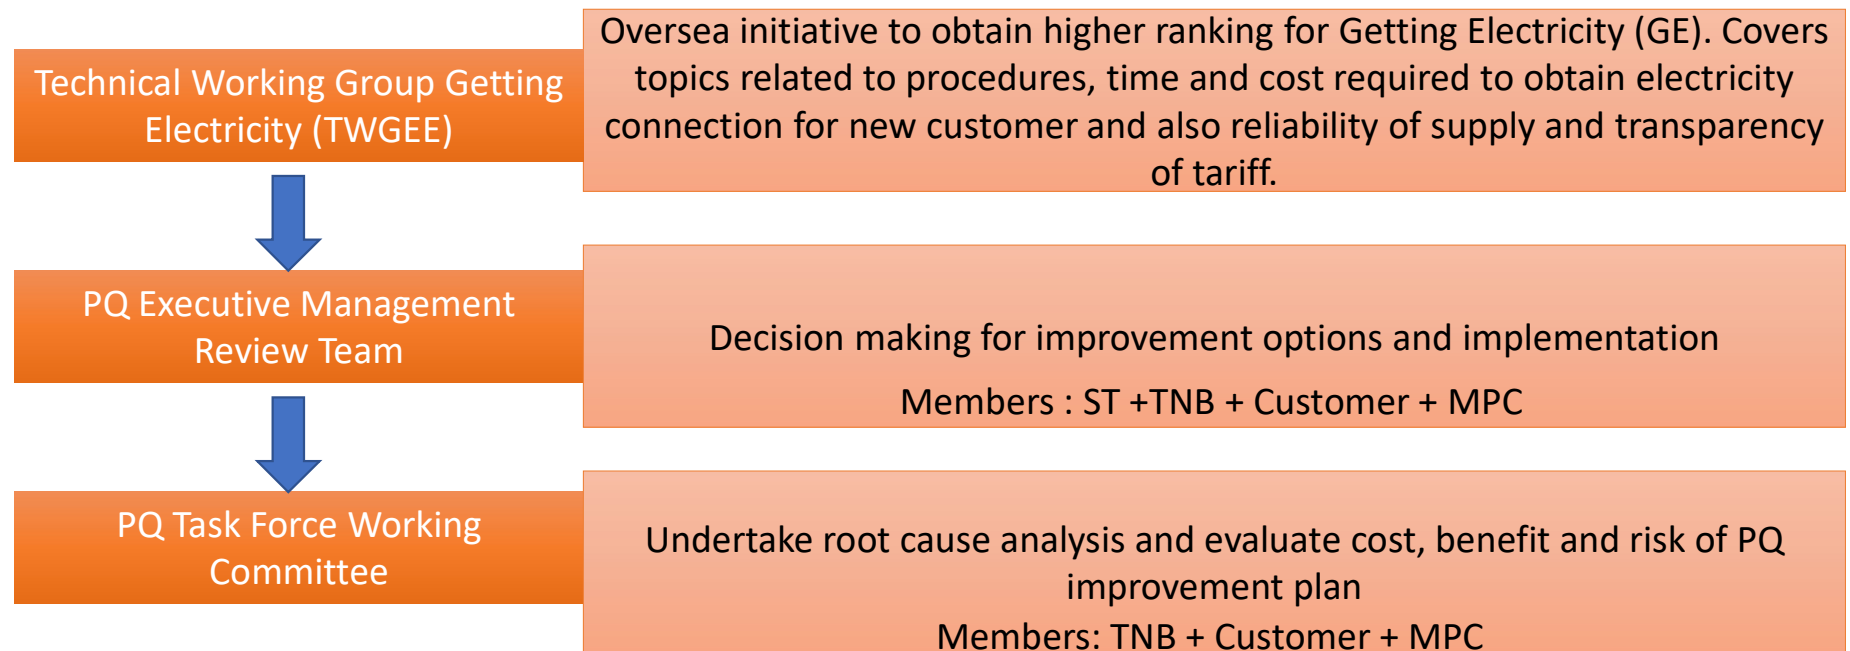 Technical Working Group Getting
Electricity (TWGEE)
Oversea initiative to obtain higher ranking for Getting Electricity (GE). Covers
topics related to procedures, time and cost required to obtain electricity
connection for new customer and also reliability of supply and transparency
of tariff.
PQ Executive Management
Review Team
Decision making for improvement options and implementation
Members : ST +TNB + Customer + MPC
PQ Task Force Working
Committee
Undertake root cause analysis and evaluate cost, benefit and risk of PQ
improvement plan
Members: TNB + Customer + MPC